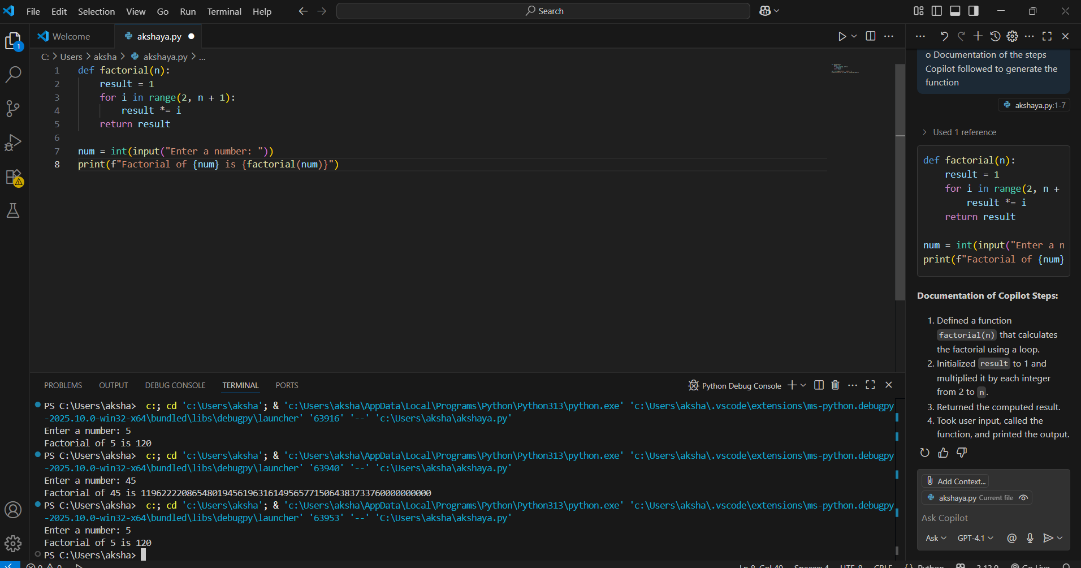 File Edit Selection View Go Run Terminal Help
Search
Welcome
akshaya.py
C: > Users > aksha > akshaya.py > ...
1 def factorial(n):
2 result = 1
3 for i in range(2, n + 1):
4 result *= i
5 return result
6
7 num = int(input("Enter a number: "))
8 print(f"Factorial of {num} is {factorial(num)}")
PROBLEMS OUTPUT DEBUG CONSOLE TERMINAL PORTS
Python Debug Console
PS C:\Users\aksha> c:; cd 'c:\Users\aksha'; & 'c:\Users\aksha\AppData\Local\Programs\Python\Python313\python.exe' 'c:\Users\aksha\.vscode\extensions\ms-python.debugpy
-2025.10.0-win32-x64\bundled\libs\debugpy\launcher' '63916' '--' 'c:\Users\aksha\akshaya.py'
Enter a number: 5
Factorial of 5 is 120
PS C:\Users\aksha> c:; cd 'c:\Users\aksha'; & 'c:\Users\aksha\AppData\Local\Programs\Python\Python313\python.exe' 'c:\Users\aksha\.vscode\extensions\ms-python.debugpy
-2025.10.0-win32-x64\bundled\libs\debugpy\launcher' '63940' '--' 'c:\Users\aksha\akshaya.py'
Enter a number: 45
Factorial of 45 is 119622220865480194561963161495657715064383733760000000000
PS C:\Users\aksha> c:; cd 'c:\Users\aksha'; & 'c:\Users\aksha\AppData\Local\Programs\Python\Python313\python.exe' 'c:\Users\aksha\.vscode\extensions\ms-python.debugpy
-2025.10.0-win32-x64\bundled\libs\debugpy\launcher' '63953' '--' 'C:\Users\aksha\akshaya.py'
Enter a number: 5
Factorial of 5 is 120
PS C:\Users\aksha>
o Documentation of the steps
Copilot followed to generate the
function
akshaya.py:1-7
Used 1 reference
def factorial(n):
result = 1
for i in range(2, n +
result *= i
return result
num = int(input("Enter a n
print(f"Factorial of {num}
Documentation of Copilot Steps:
1. Defined a function
factorial(n) that calculates
the factorial using a loop.
2. Initialized result to 1 and
multiplied it by each integer
from 2 to n.
3. Returned the computed result.
4. Took user input, called the
function, and printed the output.
Add Context...
akshaya.py Current file
Ask Copilot
Ask GPT-4.1